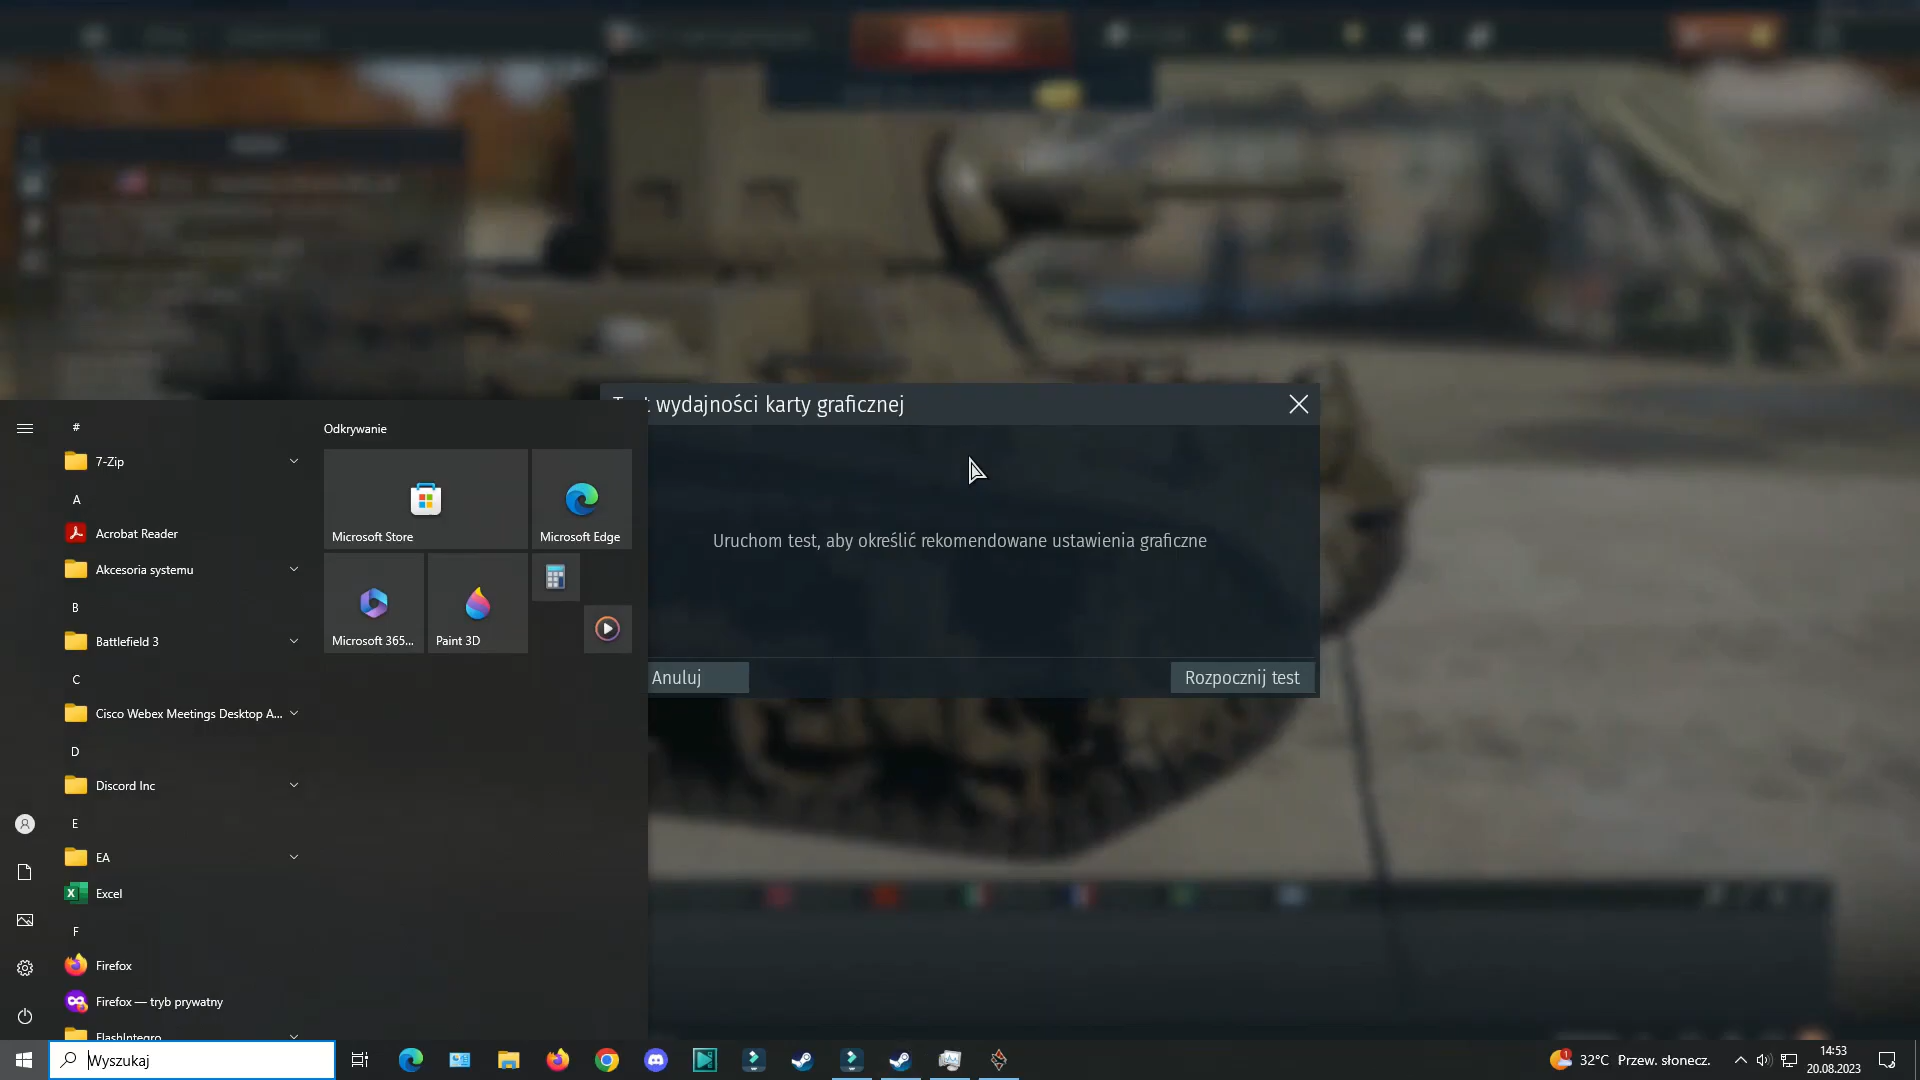 wydajności karty graficznej
Uruchom test, aby określić rekomendowane ustawienia graficzne
Anuluj
Rozpocznij test
#
7-Zip
A
Acrobat Reader
Akcesoria systemu
B
Battlefield 3
C
Cisco Webex Meetings Desktop A...
D
Discord Inc
E
EA
Excel
F
Firefox
Firefox — tryb prywatny
FlashIntegro
Odkrywanie
Microsoft Store
Microsoft Edge
Microsoft 365...
Paint 3D
Wyszukaj
1
32°C Przew. słonecz.
14:53
20.08.2023